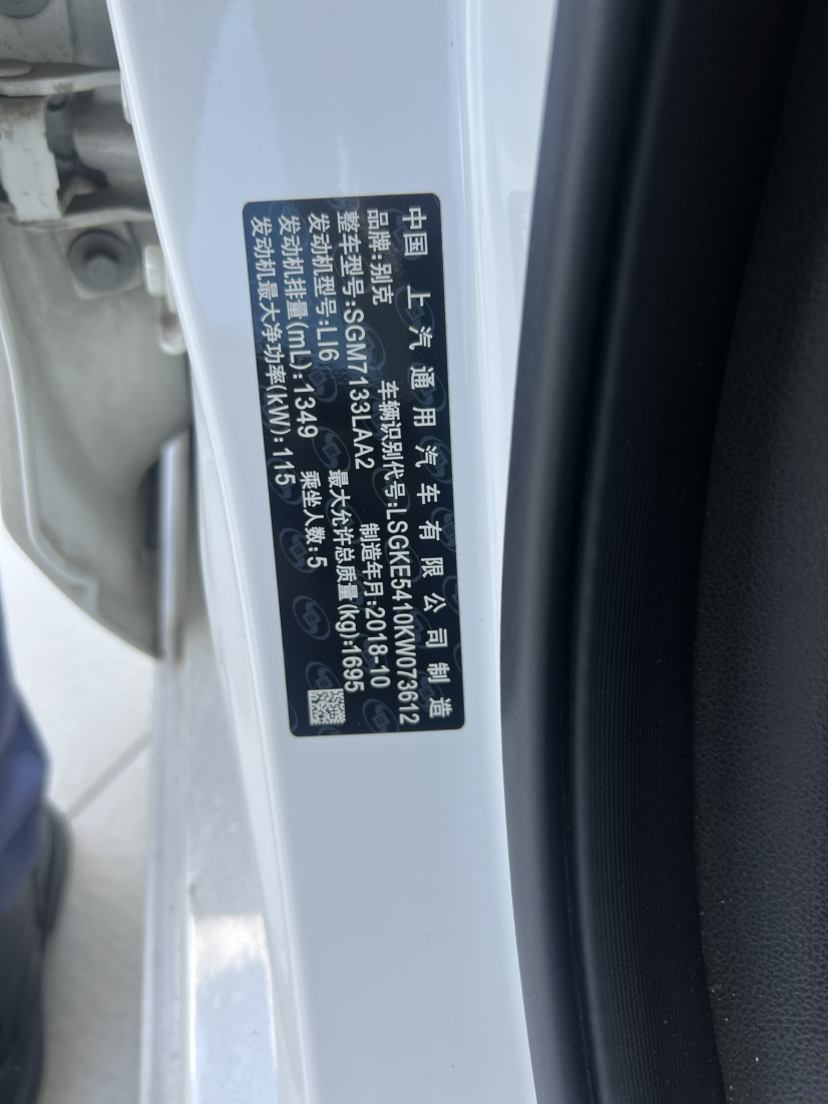 中国 上汽通用汽车有限公司制造
品牌:别克 车辆识别代号:LSGKE5410KW073612
整车型号:SGM7133LAA2 制造年月:2018-10
发动机型号:LI6 最大允许总质量(kg):1695
发动机排量(mL):1349 乘坐人数:5
发动机最大净功率(kW):115